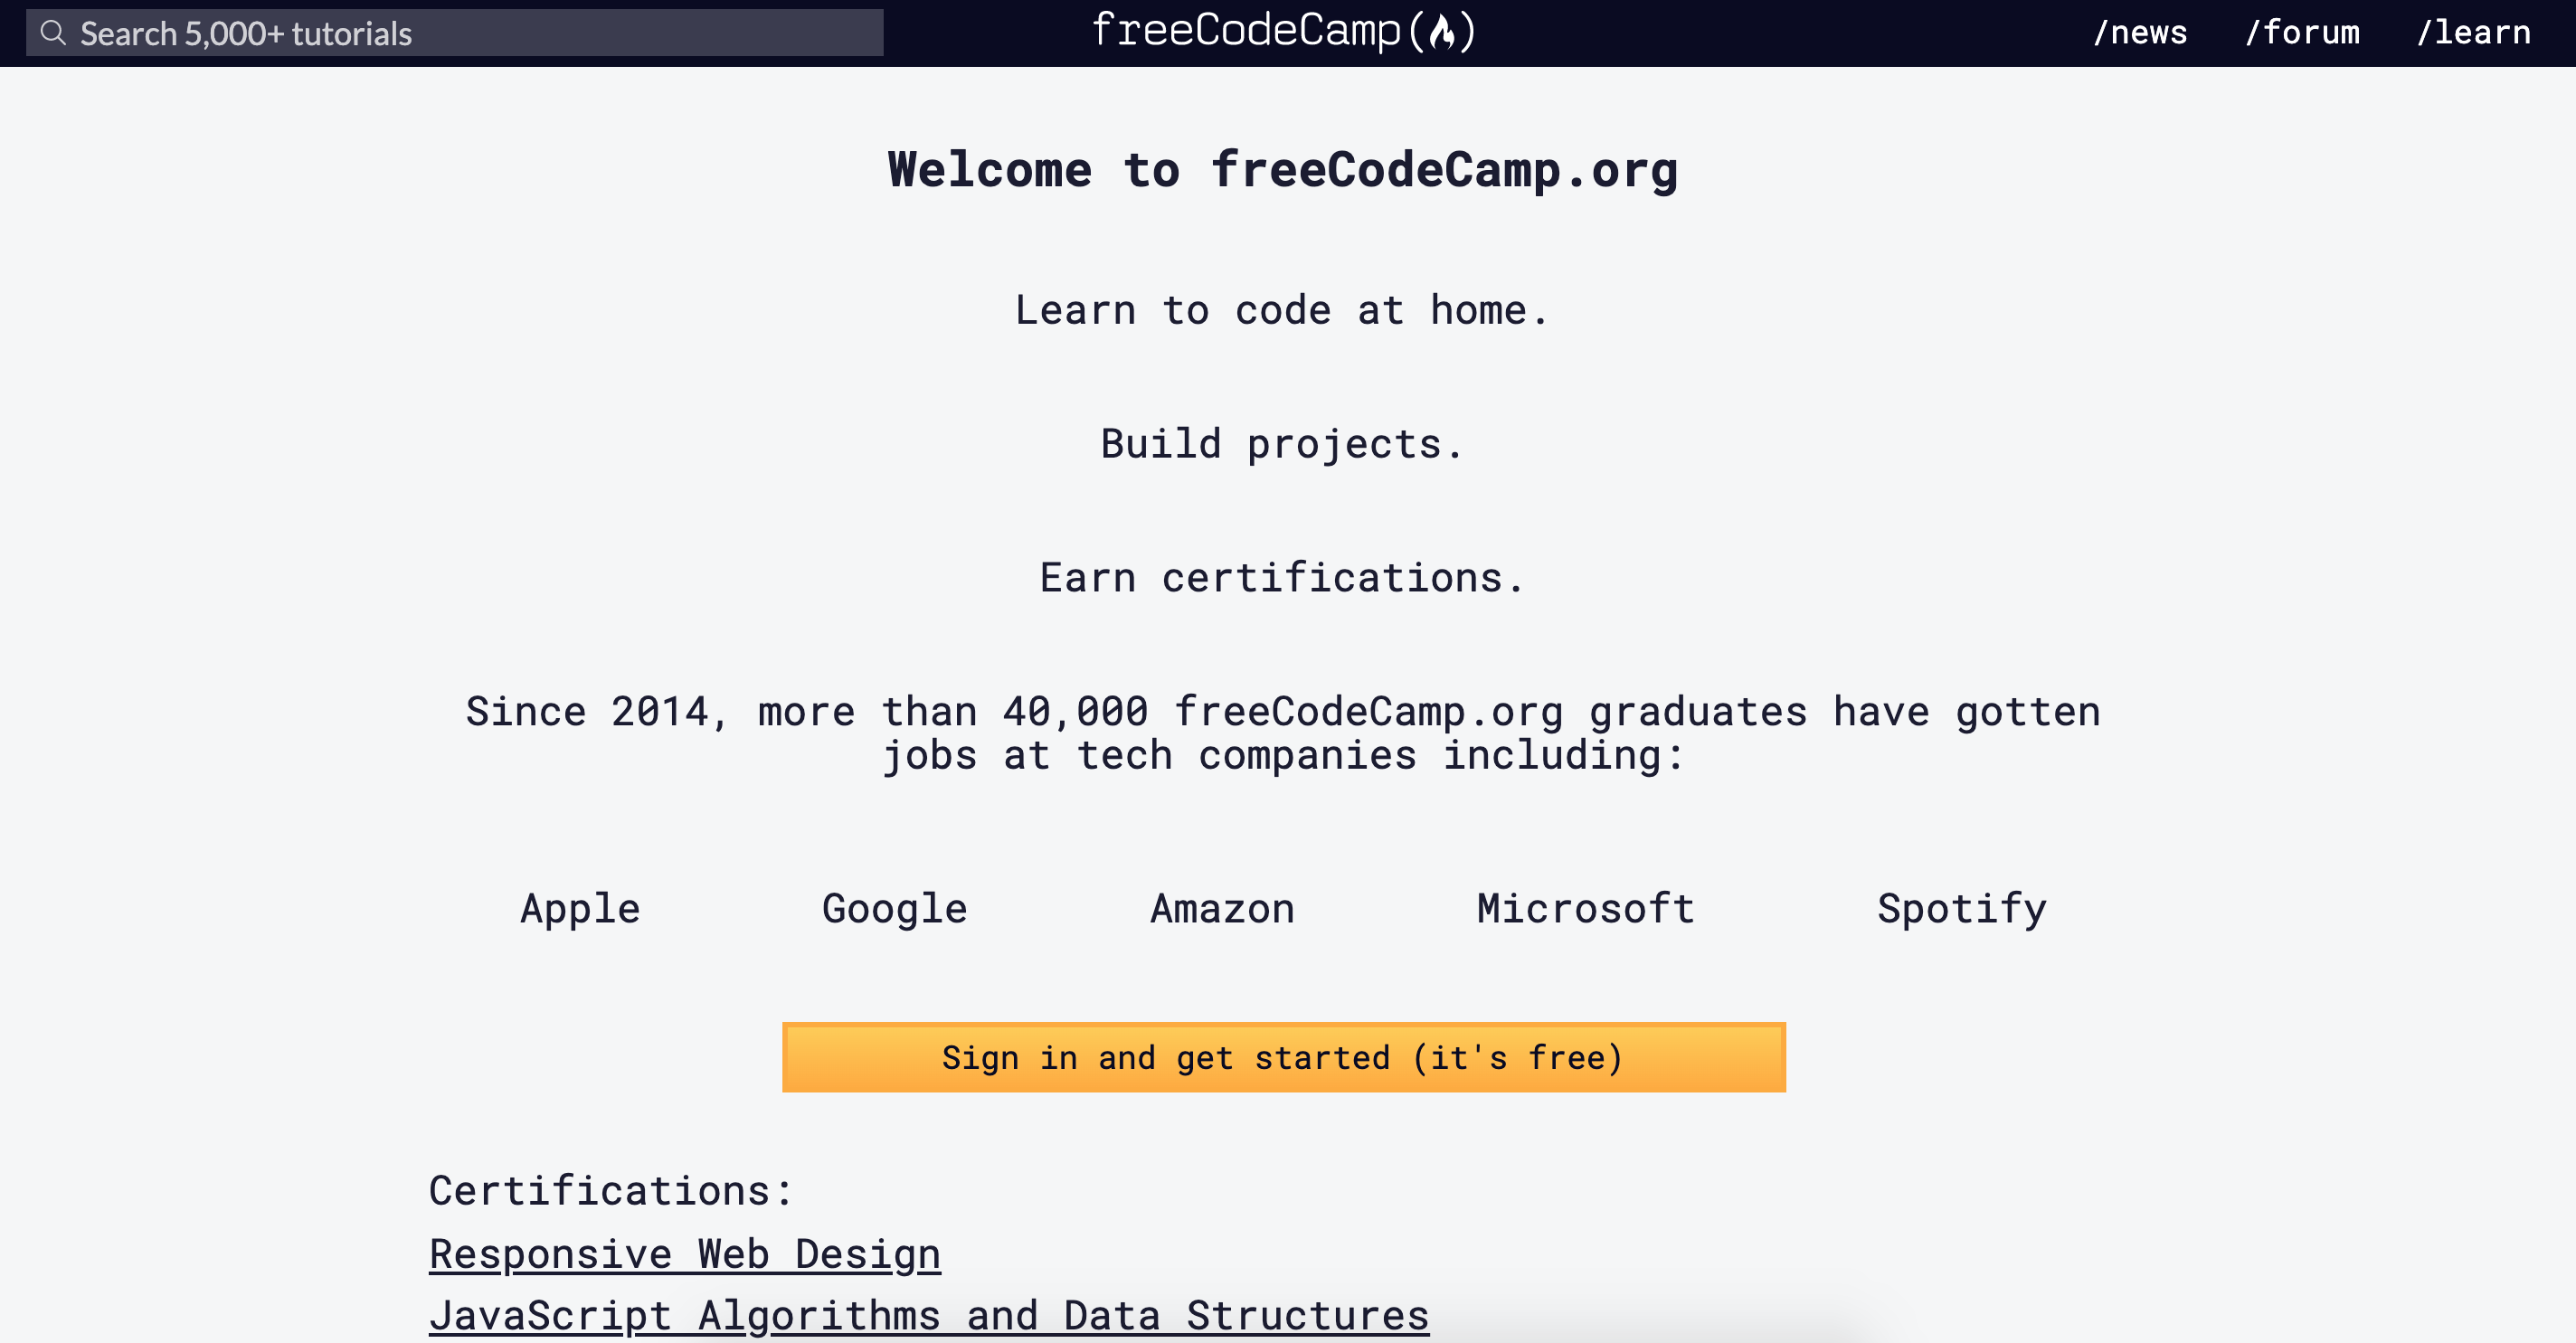 Search 5,000+ tutorials
freeCodeCamp
/news
/forum
/learn
Welcome to freeCodeCamp.org
Learn to code at home.
Build projects.
Earn certifications.
Since 2014, more than 40,000 freeCodeCamp.org graduates have gotten
jobs at tech companies including:
Apple
Google
Amazon
Microsoft
Spotify
Sign in and get started (it's free)
Certifications:
Responsive Web Design
JavaScript Algorithms and Data Structures